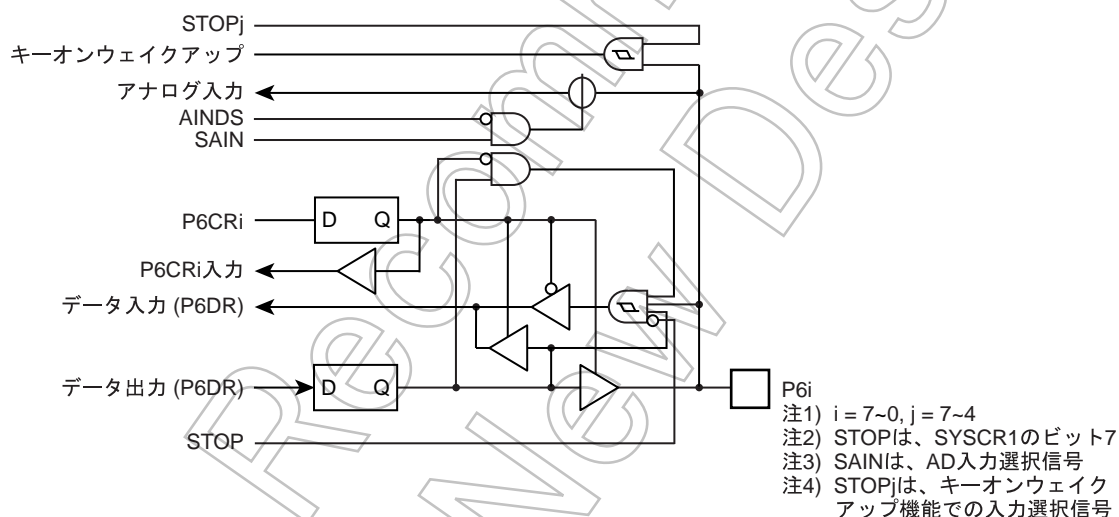 STOPj
キーオンウェイクアップ
アナログ入力
AINDS
SAIN
P6CRi
D Q
P6CRi入力
データ入力 (P6DR)
データ出力 (P6DR)
D Q
STOP
P6i
注1) i = 7~0, j = 7~4
注2) STOPは、SYSCR1のビット7
注3) SAINは、AD入力選択信号
注4) STOPjは、キーオンウェイク
アップ機能での入力選択信号
Recomm
New Des